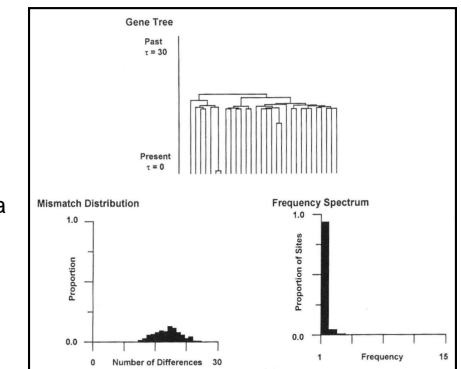 Gene Tree
Past
τ = 30
Present
τ = 0
a
Mismatch Distribution
1.0
Proportion
0.0
0 Number of Differences 30
Frequency Spectrum
1.0
Proportion of Sites
0.0
1 Frequency 15